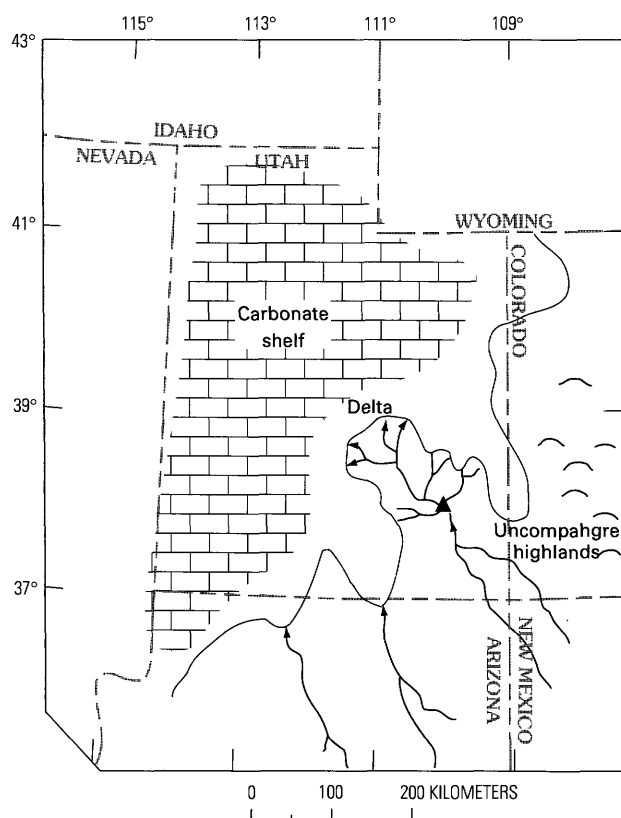 115°
113°
111°
109°
43°
IDAHO
NEVADA
UTAH
41°
WYOMING
COLORADO
Carbonate
shelf
39°
Delta
Uncompahgre
highlands
37°
ARIZONA
NEW MEXICO
0
100
200 KILOMETERS